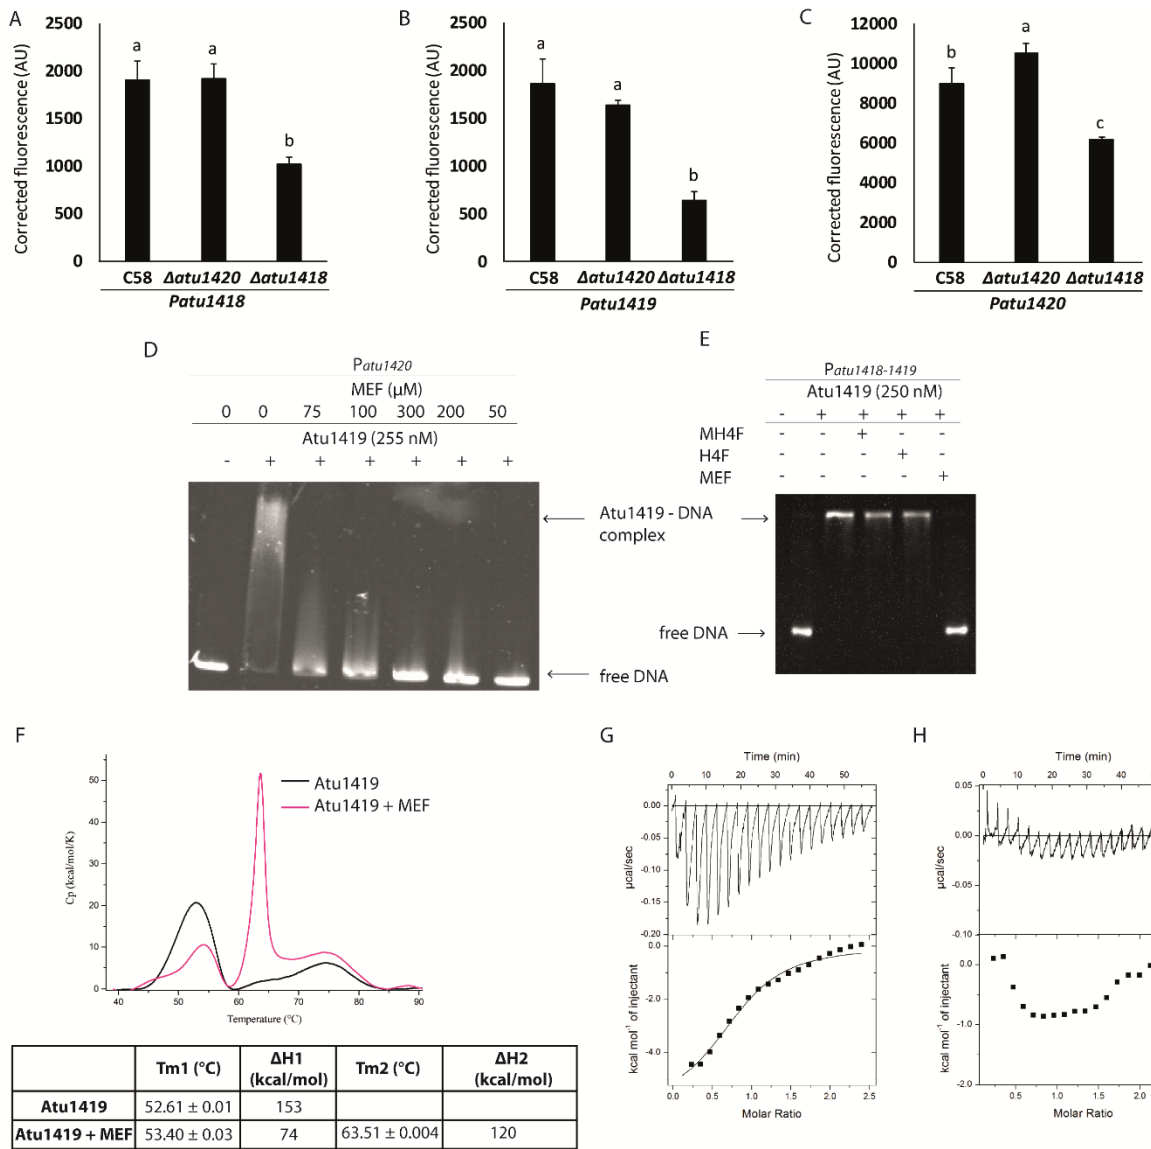 A
Corrected fluorescence (AU)
2500
2000
1500
1000
500
0
a
a
b
C58
Δatu1420
Δatu1418
Patu1418
B
Corrected fluorescence (AU)
2500
2000
1500
1000
500
0
a
a
b
C58
Δatu1420
Δatu1418
Patu1419
C
Corrected fluorescence (AU)
12000
10000
8000
6000
4000
2000
0
b
a
c
C58
Δatu1420
Δatu1418
Patu1420
D
Patu1420
MEF (µM)
0 0 75 100 300 200 50
Atu1419 (255 nM)
- + + + + + +
Atu1419 - DNA
complex
free DNA
free DNA
E
Patu1418-1419
Atu1419 (250 nM)
- + + + +
MH4F - - + - -
H4F - - - + -
MEF - - - - +
F
Atu1419
Atu1419 + MEF
Cp (kcal/mol/K)
50
40
30
20
10
0
40 50 60 70 80 90
Temperature (°C)
Tm1 (°C) ΔH1 (kcal/mol) Tm2 (°C) ΔH2 (kcal/mol)
Atu1419 52.61 ± 0.01 153
Atu1419 + MEF 53.40 ± 0.03 74 63.51 ± 0.004 120
G
Time (min)
0 10 20 30 40 50
µcal/sec
0.00
-0.05
-0.10
-0.15
-0.20
kcal mol⁻¹ of injectant
0.0
-2.0
-4.0
0.0 0.5 1.0 1.5 2.0 2.5
Molar Ratio
H
Time (min)
0 10 20 30 40
µcal/sec
0.05
0.00
-0.05
-0.10
kcal mol⁻¹ of injectant
0.0
-1.0
-2.0
0.5 1.0 1.5 2.0
Molar Ratio